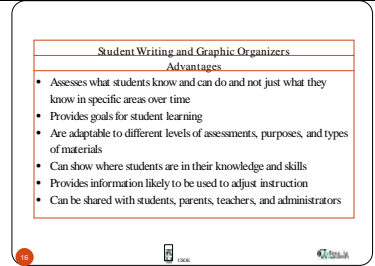 Student Writing and Graphic Organizers
Advantages
• Assesses what students know and can do and not just what they
know in specific areas over time
• Provides goals for student learning
• Are adaptable to different levels of assessments, purposes, and types
of materials
• Can show where students are in their knowledge and skills
• Provides information likely to be used to adjust instruction
• Can be shared with students, parents, teachers, and administrators
16
USOE